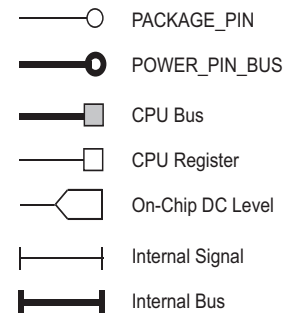 PACKAGE_PIN
POWER_PIN_BUS
CPU Bus
CPU Register
On-Chip DC Level
Internal Signal
Internal Bus